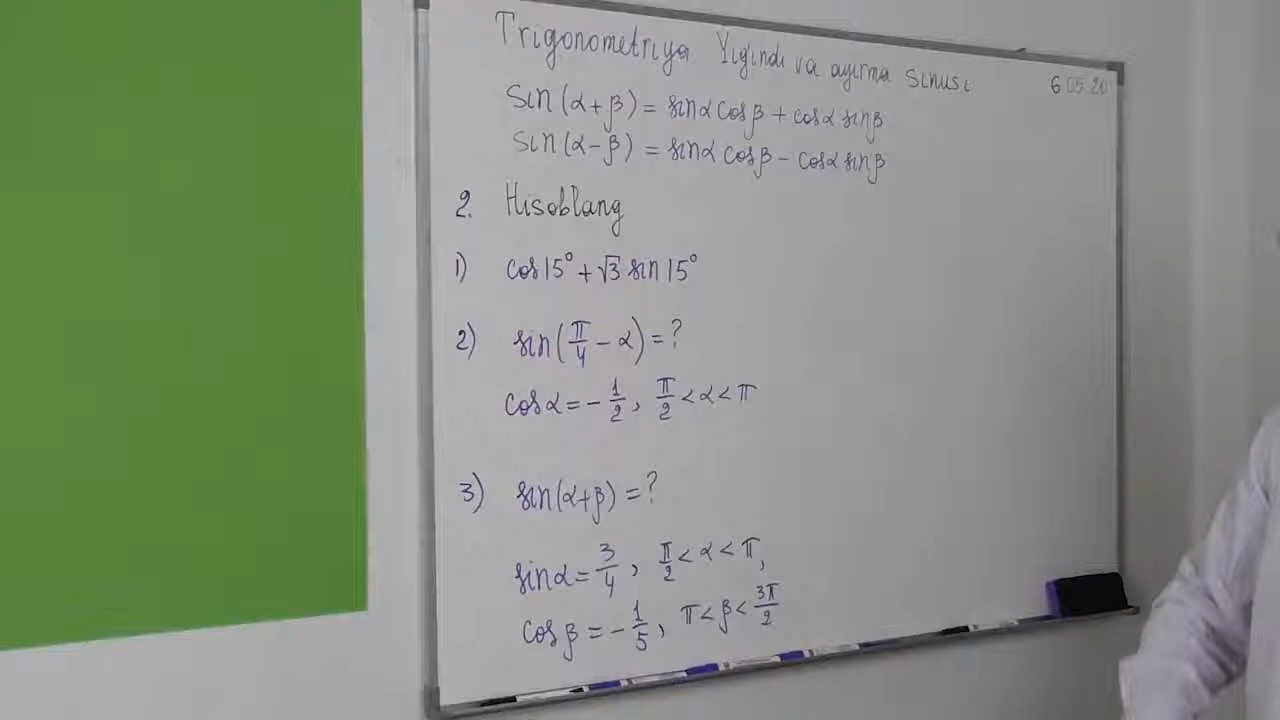 Trigonometriya Yig'indi va ayirma sinusi 6.05.20
sin(α+β) = sinα cosβ + cosα sinβ
sin(α-β) = sinα cosβ - cosα sinβ
2. Hisoblang
1) cos15° + √3 sin15°
2) sin(π/4 - α) = ?
cosα = -1/2, π/2 < α < π
3) sin(α+β) = ?
sinα = 3/4, π/2 < α < π,
cosβ = -1/5, π < β < 3π/2